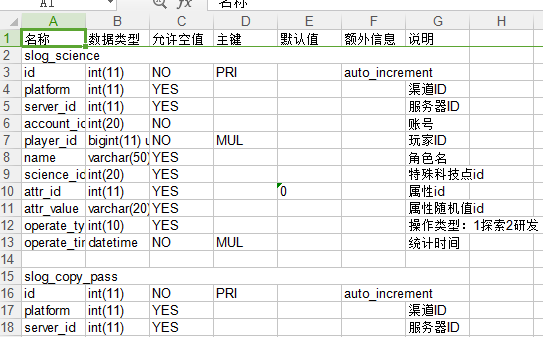 A1 fx 名称
A B C D E F G H
1 名称 数据类型 允许空值 主键 默认值 额外信息 说明
2 slog_science
3 id int(11) NO PRI auto_increment
4 platform int(11) YES 渠道ID
5 server_id int(11) YES 服务器ID
6 account_id int(20) NO 账号
7 player_id bigint(11) u NO MUL 玩家ID
8 name varchar(50) YES 角色名
9 science_id int(20) YES 特殊科技点id
10 attr_id int(11) YES 0 属性id
11 attr_value varchar(20) YES 属性随机值id
12 operate_ty int(10) YES 操作类型：1探索2研发
13 operate_tim datetime NO MUL 统计时间
14
15 slog_copy_pass
16 id int(11) NO PRI auto_increment
17 platform int(11) YES 渠道ID
18 server_id int(11) YES 服务器ID